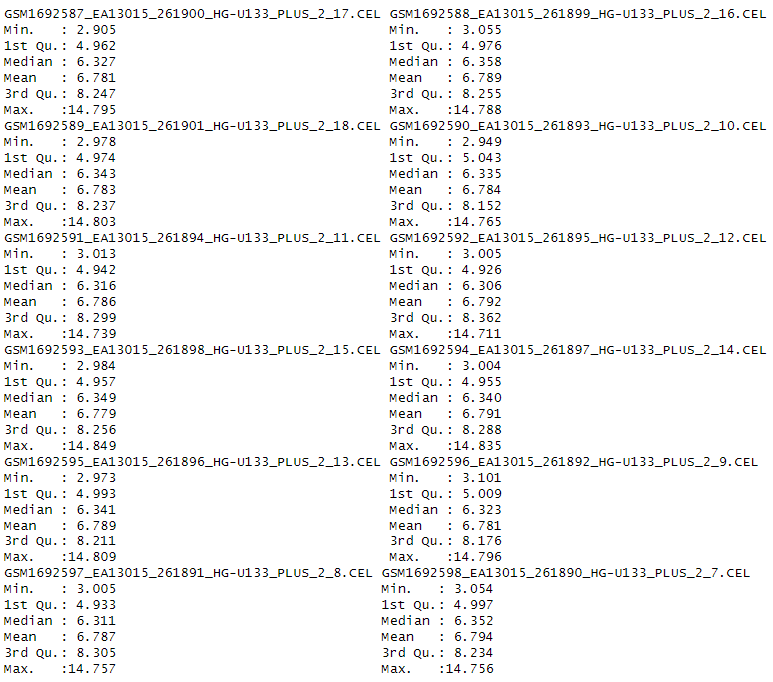 GSM1692587_EA13015_261900_HG-U133_PLUS_2_17.CEL GSM1692588_EA13015_261899_HG-U133_PLUS_2_16.CEL
Min.   : 2.905                                  Min.   : 3.055
1st Qu.: 4.962                                  1st Qu.: 4.976
Median : 6.327                                  Median : 6.358
Mean   : 6.781                                  Mean   : 6.789
3rd Qu.: 8.247                                  3rd Qu.: 8.255
Max.   :14.795                                  Max.   :14.788
GSM1692589_EA13015_261901_HG-U133_PLUS_2_18.CEL GSM1692590_EA13015_261893_HG-U133_PLUS_2_10.CEL
Min.   : 2.978                                  Min.   : 2.949
1st Qu.: 4.974                                  1st Qu.: 5.043
Median : 6.343                                  Median : 6.335
Mean   : 6.783                                  Mean   : 6.784
3rd Qu.: 8.237                                  3rd Qu.: 8.152
Max.   :14.803                                  Max.   :14.765
GSM1692591_EA13015_261894_HG-U133_PLUS_2_11.CEL GSM1692592_EA13015_261895_HG-U133_PLUS_2_12.CEL
Min.   : 3.013                                  Min.   : 3.005
1st Qu.: 4.942                                  1st Qu.: 4.926
Median : 6.316                                  Median : 6.306
Mean   : 6.786                                  Mean   : 6.792
3rd Qu.: 8.299                                  3rd Qu.: 8.362
Max.   :14.739                                  Max.   :14.711
GSM1692593_EA13015_261898_HG-U133_PLUS_2_15.CEL GSM1692594_EA13015_261897_HG-U133_PLUS_2_14.CEL
Min.   : 2.984                                  Min.   : 3.004
1st Qu.: 4.957                                  1st Qu.: 4.955
Median : 6.349                                  Median : 6.340
Mean   : 6.779                                  Mean   : 6.791
3rd Qu.: 8.256                                  3rd Qu.: 8.288
Max.   :14.849                                  Max.   :14.835
GSM1692595_EA13015_261896_HG-U133_PLUS_2_13.CEL GSM1692596_EA13015_261892_HG-U133_PLUS_2_9.CEL
Min.   : 2.973                                  Min.   : 3.101
1st Qu.: 4.993                                  1st Qu.: 5.009
Median : 6.341                                  Median : 6.323
Mean   : 6.789                                  Mean   : 6.781
3rd Qu.: 8.211                                  3rd Qu.: 8.176
Max.   :14.809                                  Max.   :14.796
GSM1692597_EA13015_261891_HG-U133_PLUS_2_8.CEL GSM1692598_EA13015_261890_HG-U133_PLUS_2_7.CEL
Min.   : 3.005                                 Min.   : 3.054
1st Qu.: 4.933                                 1st Qu.: 4.997
Median : 6.311                                 Median : 6.352
Mean   : 6.787                                 Mean   : 6.794
3rd Qu.: 8.305                                 3rd Qu.: 8.234
Max.   :14.757                                 Max.   :14.756